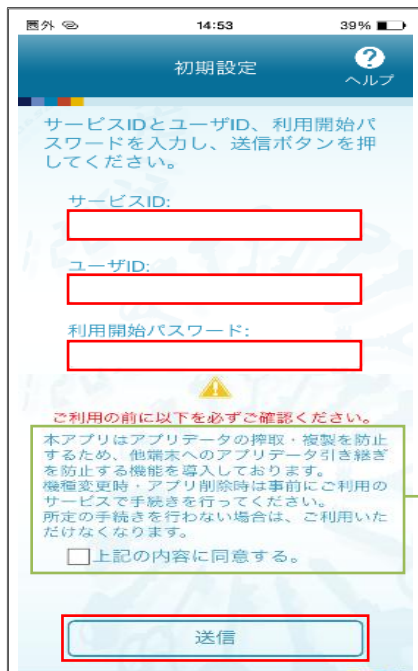 圏外
14:53
39%
初期設定
?
ヘルプ
サービスIDとユーザID、利用開始パ
スワードを入力し、送信ボタンを押
してください。
サービスID:
ユーザID:
利用開始パスワード:
ご利用の前に以下を必ずご確認ください。
本アプリはアプリデータの搾取・複製を防止
するため、他端末へのアプリデータ引き継ぎ
を防止する機能を導入しております。
機種変更時・アプリ削除時は事前にご利用の
サービスで手続きを行ってください。
所定の手続きを行わない場合は、ご利用いた
だけなくなります。
上記の内容に同意する。
送信